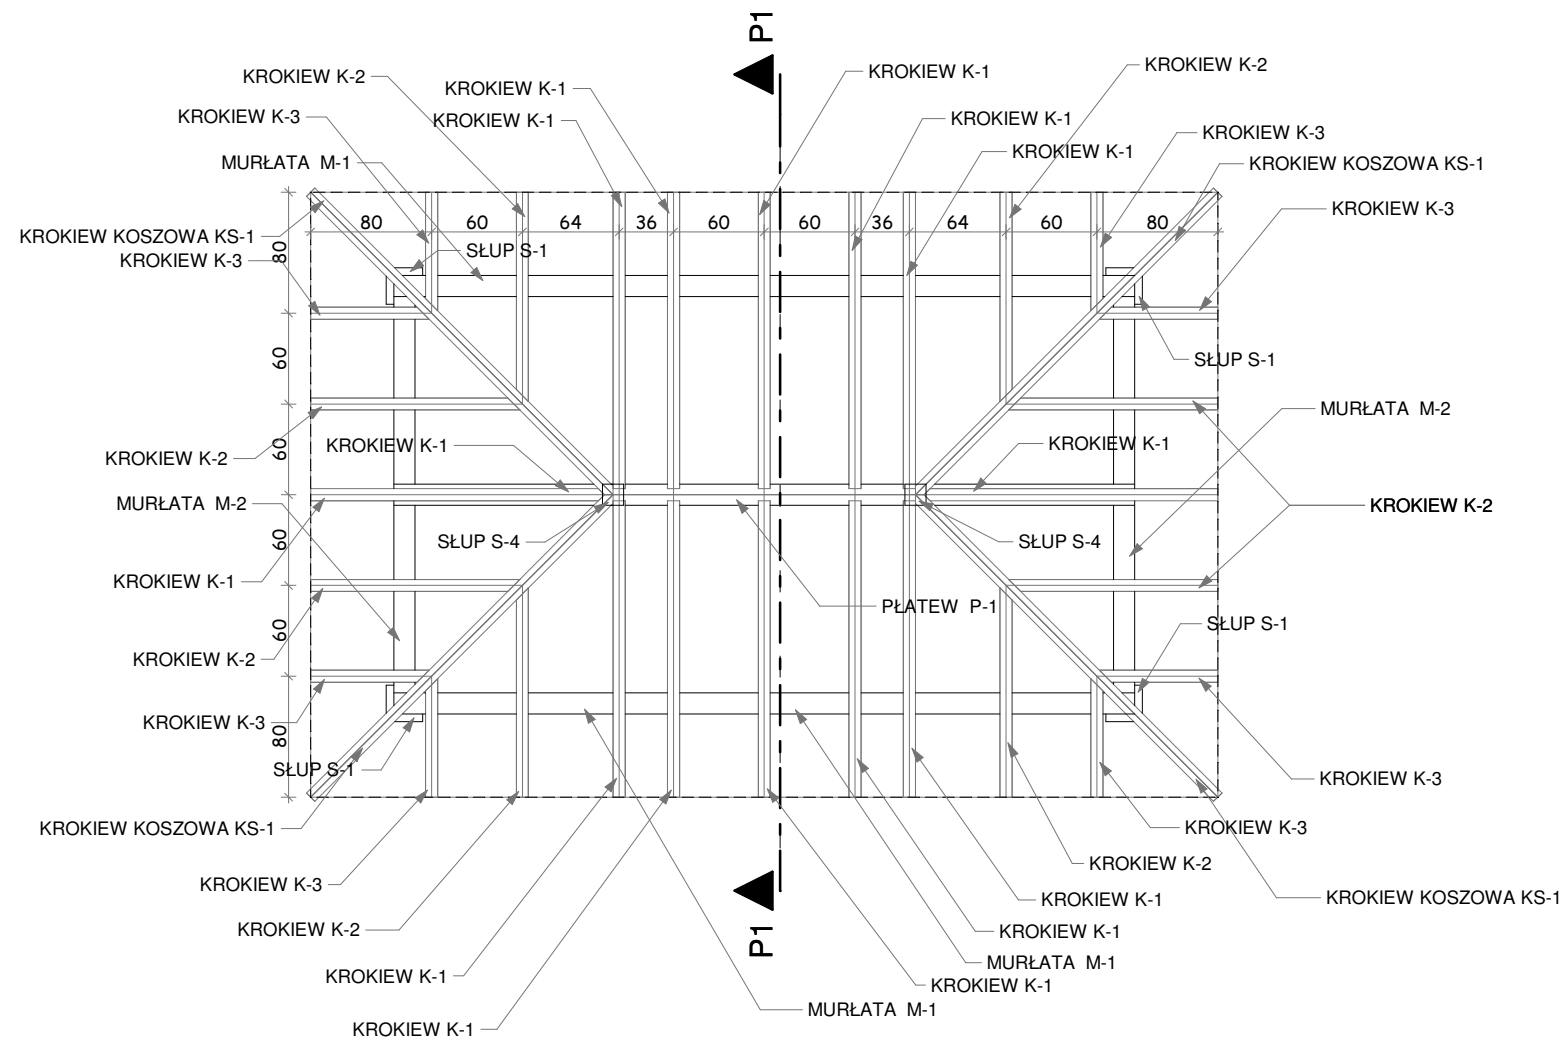 P1
KROKIEW K-2
KROKIEW K-1
KROKIEW K-1
KROKIEW K-2
KROKIEW K-3
KROKIEW K-1
KROKIEW K-1
KROKIEW K-3
MURŁATA M-1
KROKIEW K-1
KROKIEW KOSZOWA KS-1
KROKIEW K-3
80 60 64 36 60 60 36 64 60 80
KROKIEW KOSZOWA KS-1
KROKIEW K-3
SŁUP S-1
80
60
SŁUP S-1
MURŁATA M-2
60
KROKIEW K-2
KROKIEW K-1
KROKIEW K-1
MURŁATA M-2
KROKIEW K-2
60
SŁUP S-4
SŁUP S-4
KROKIEW K-1
PŁATEW P-1
60
SŁUP S-1
KROKIEW K-2
KROKIEW K-3
80
SŁUP S-1
KROKIEW K-3
KROKIEW KOSZOWA KS-1
KROKIEW K-3
KROKIEW K-2
KROKIEW K-3
KROKIEW K-1
KROKIEW KOSZOWA KS-1
KROKIEW K-2
KROKIEW K-1
P1
MURŁATA M-1
KROKIEW K-1
KROKIEW K-1
MURŁATA M-1
KROKIEW K-1